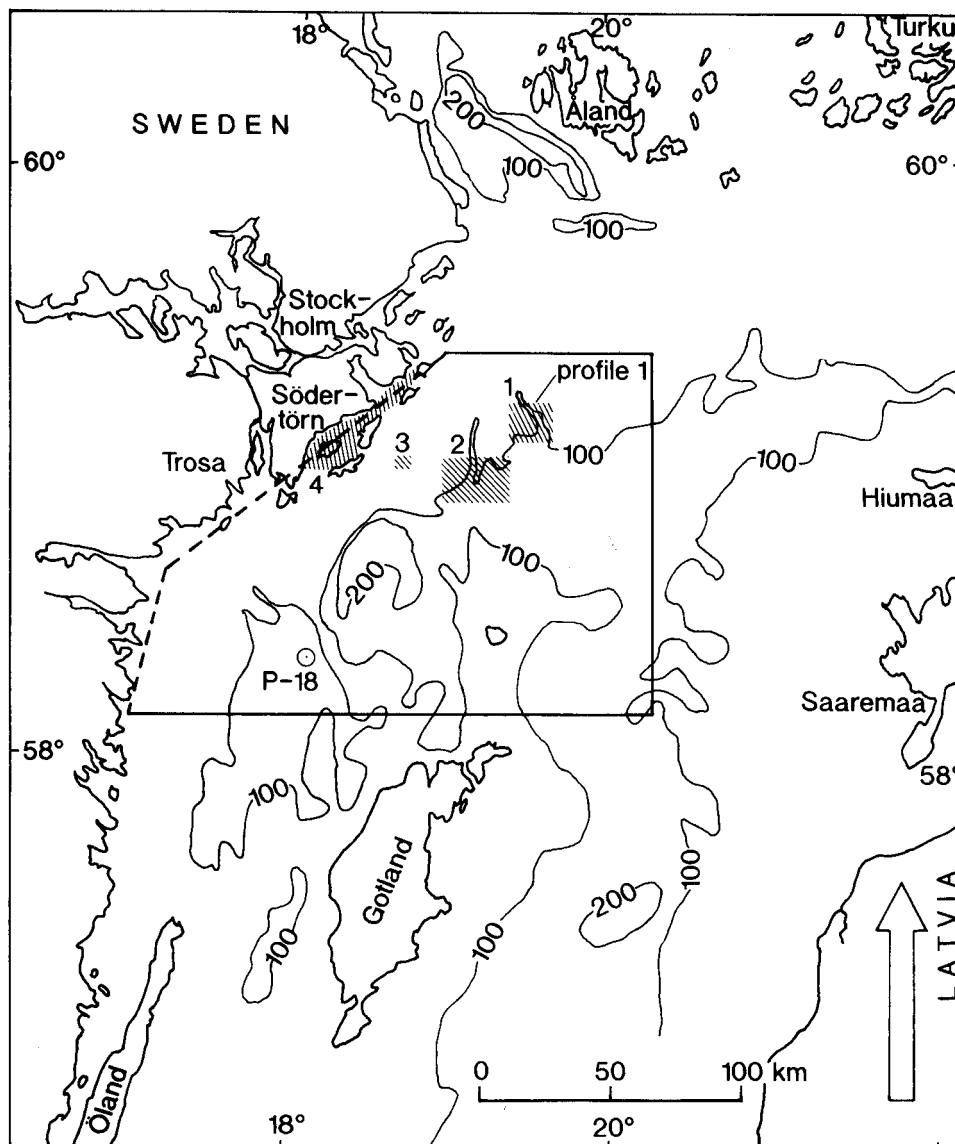 18°
20°
Turku
SWEDEN
200
Åland
60°
100
60°
100
Stock-
holm
profile 1
1
Söder-
törn
3
2
100
100
Trosa
4
Hiumaa
100
200
P-18
Saaremaa
58°
58°
100
Gotland
100
200
100
100
LATVIA
Öland
0 50 100 km
18°
20°